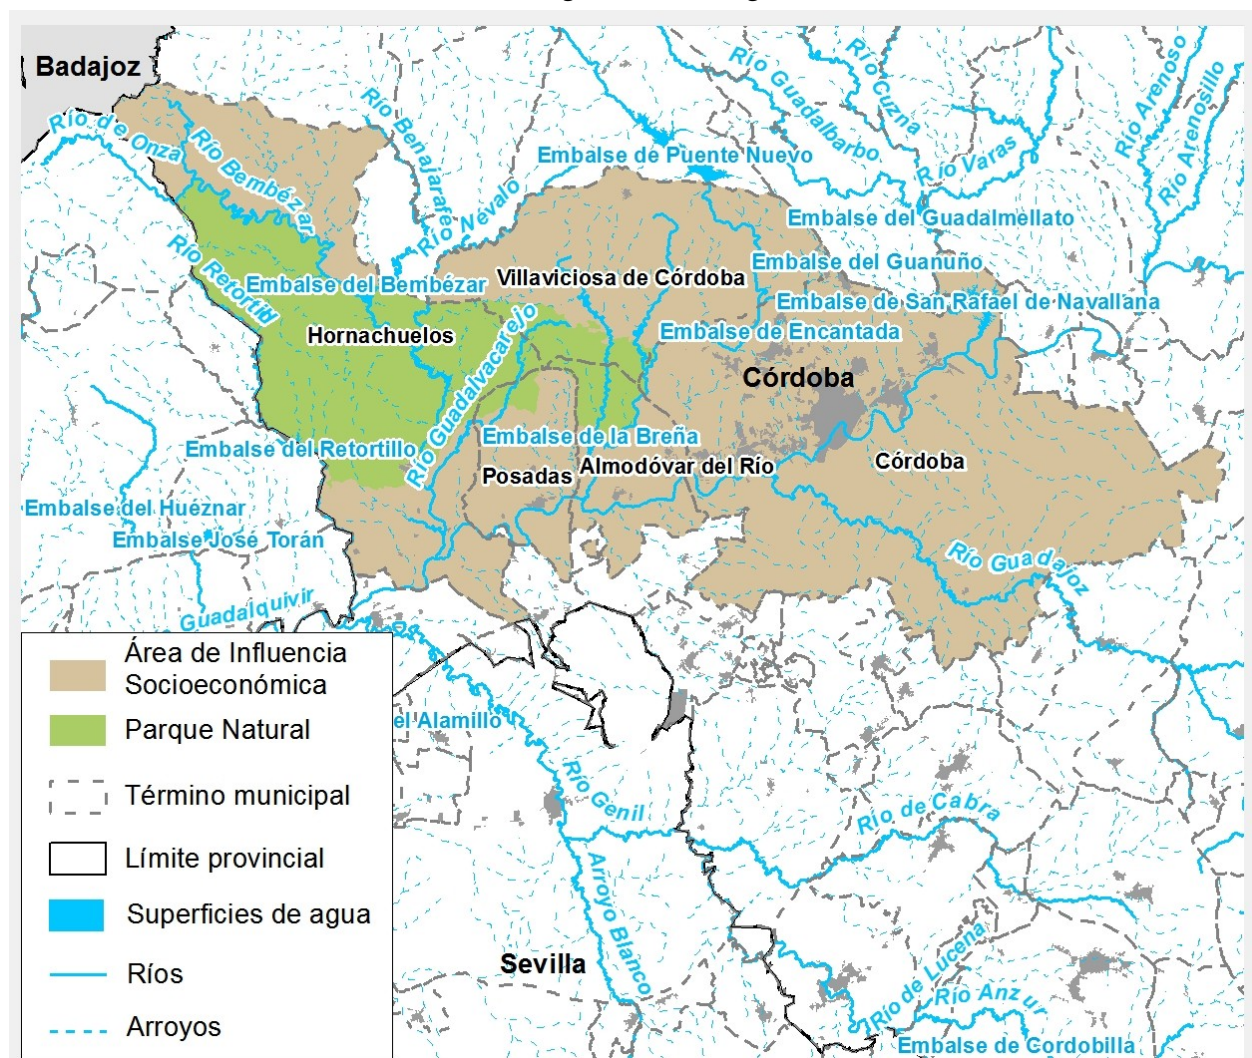 Badajoz
Río de Onza
Río Bembézar
Río Benajarafe
Río Névalo
Embalse de Puente Nuevo
Río Guadalbarbo
Río Cuzna
Río Varas
Río Arenoso
Río Arenosillo
Embalse del Guadalmellato
Río Retortill
Embalse del Bembézar
Villaviciosa de Córdoba
Embalse del Guanuño
Embalse de San Rafael de Navallana
Hornachuelos
Río Guadalvacarejo
Embalse de Encantada
Córdoba
Embalse del Retortillo
Embalse de la Breña
Posadas
Almodóvar del Río
Córdoba
Embalse del Huéznar
Embalse José Torán
Río Guadajoz
Guadalquivir
el Alamillo
Río Genil
Río de Cabra
Arroyo Blanco
Sevilla
Río de Lucena
Río Anzur
Embalse de Cordobilla
Área de Influencia
Socioeconómica
Parque Natural
Término municipal
Límite provincial
Superficies de agua
Ríos
Arroyos